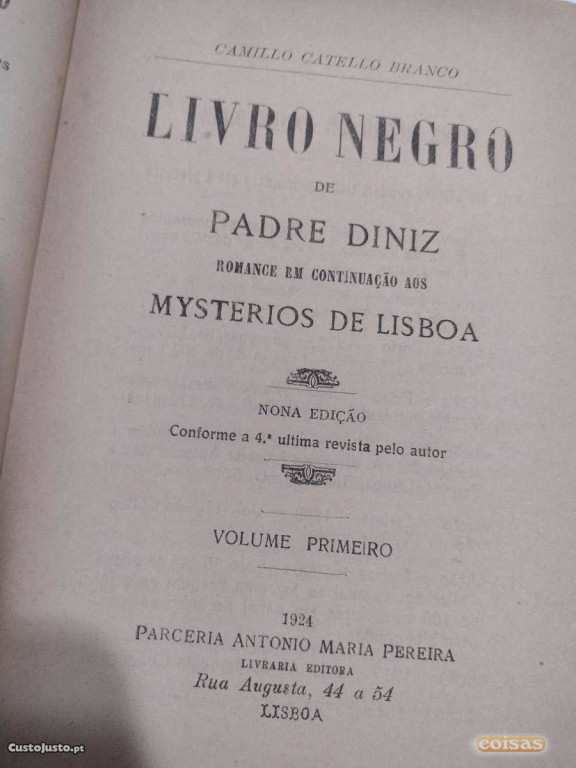 CAMILLO CATELLO BRANCO
LIVRO NEGRO
DE
PADRE DINIZ
ROMANCE EM CONTINUAÇÃO AOS
MYSTERIOS DE LISBOA
NONA EDIÇÃO
Conforme a 4.ª ultima revista pelo autor
VOLUME PRIMEIRO
1924
PARCERIA ANTONIO MARIA PEREIRA
LIVRARIA EDITORA
Rua Augusta, 44 a 54
LISBOA
CustoJusto.pt
coisas